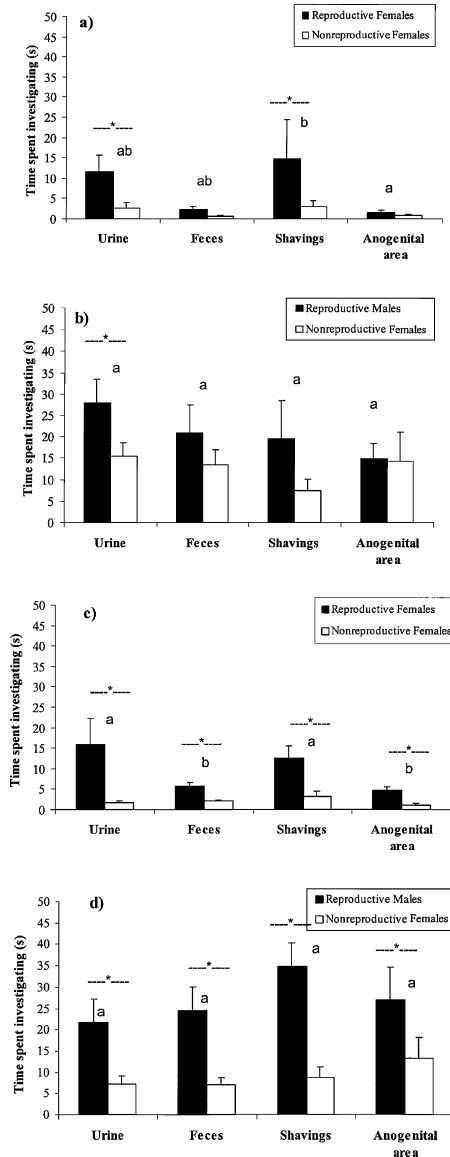 a)
Reproductive Females
Nonreproductive Females
Time spent investigating (s)
50
45
40
35
30
25
20
15
10
5
0
*
ab
ab
*
b
a
Urine Feces Shavings Anogenital
area
b)
Reproductive Males
Nonreproductive Females
Time spent investigating (s)
50
45
40
35
30
25
20
15
10
5
0
*
a
a
a
a
Urine Feces Shavings Anogenital
area
c)
Reproductive Females
Nonreproductive Females
Time spent investigating (s)
50
45
40
35
30
25
20
15
10
5
0
*
a
*
b
*
a
*
b
Urine Feces Shavings Anogenital
area
d)
Reproductive Males
Nonreproductive Females
Time spent investigating (s)
50
45
40
35
30
25
20
15
10
5
0
*
a
*
a
*
a
*
a
Urine Feces Shavings Anogenital
area